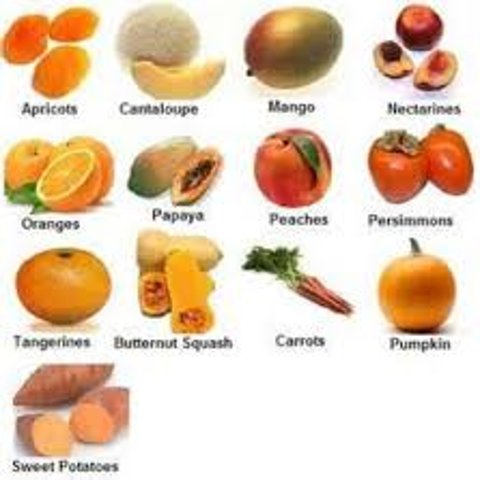 Apricots
Cantaloupe
Mango
Nectarines
Oranges
Papaya
Peaches
Persimmons
Tangerines
Butternut Squash
Carrots
Pumpkin
Sweet Potatoes